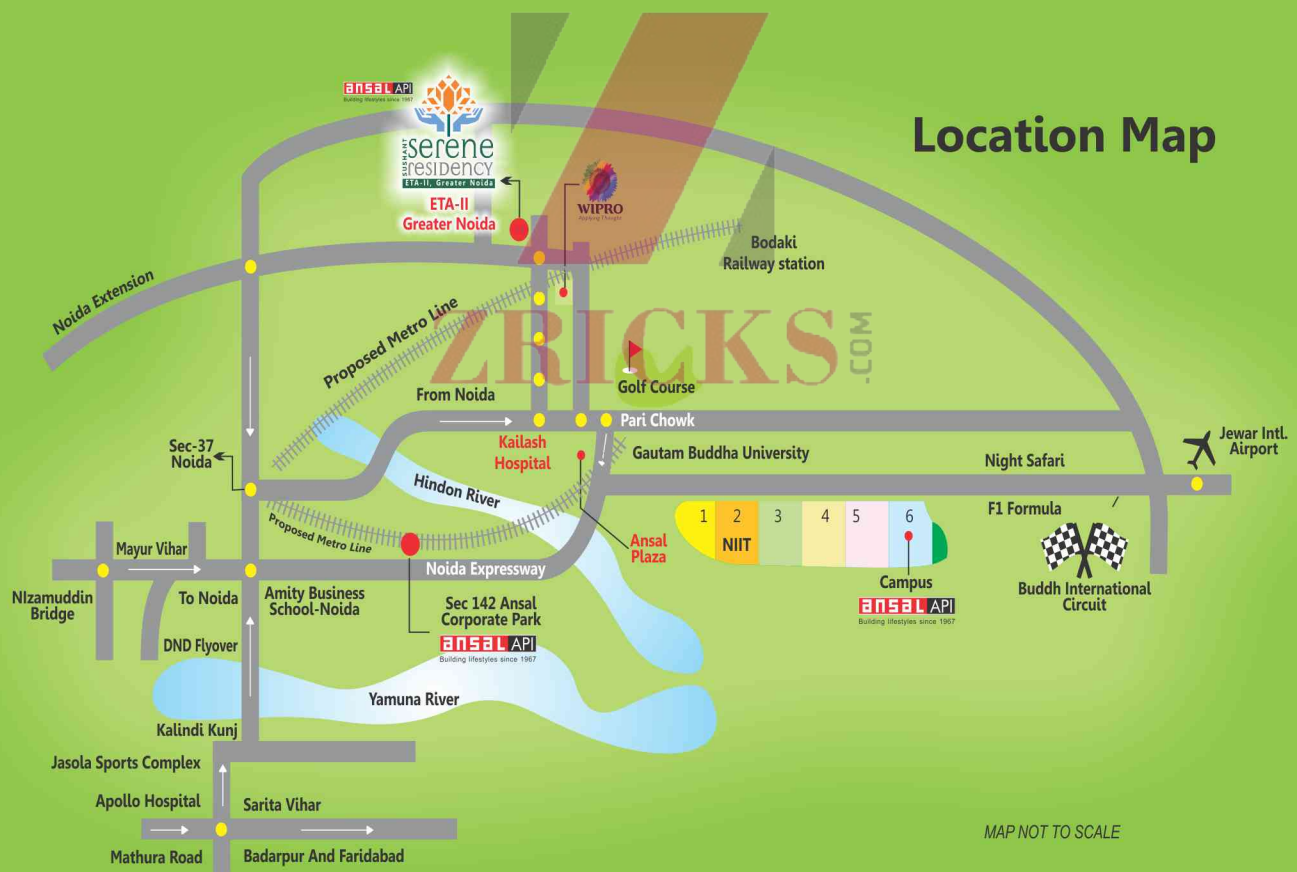 Location Map
ansal API
Building lifestyles since 1967
SUSHANT
serene
residency
ETA-II, Greater Noida
ETA-II
Greater Noida
WIPRO
Applying Thought
Bodaki
Railway station
Noida Extension
Proposed Metro Line
ZRICKS.COM
Golf Course
From Noida
Pari Chowk
Kailash
Hospital
Gautam Buddha University
Sec-37
Noida
Night Safari
Jewar Intl.
Airport
Hindon River
F1 Formula
1 2 3 4 5 6
NIIT
Proposed Metro Line
Ansal
Plaza
Mayur Vihar
Noida Expressway
Campus
ansal API
Building lifestyles since 1967
Buddh International
Circuit
NIzamuddin
Bridge
To Noida
Amity Business
School-Noida
Sec 142 Ansal
Corporate Park
ansal API
Building lifestyles since 1967
DND Flyover
Yamuna River
Kalindi Kunj
Jasola Sports Complex
Apollo Hospital
Sarita Vihar
Mathura Road
Badarpur And Faridabad
MAP NOT TO SCALE